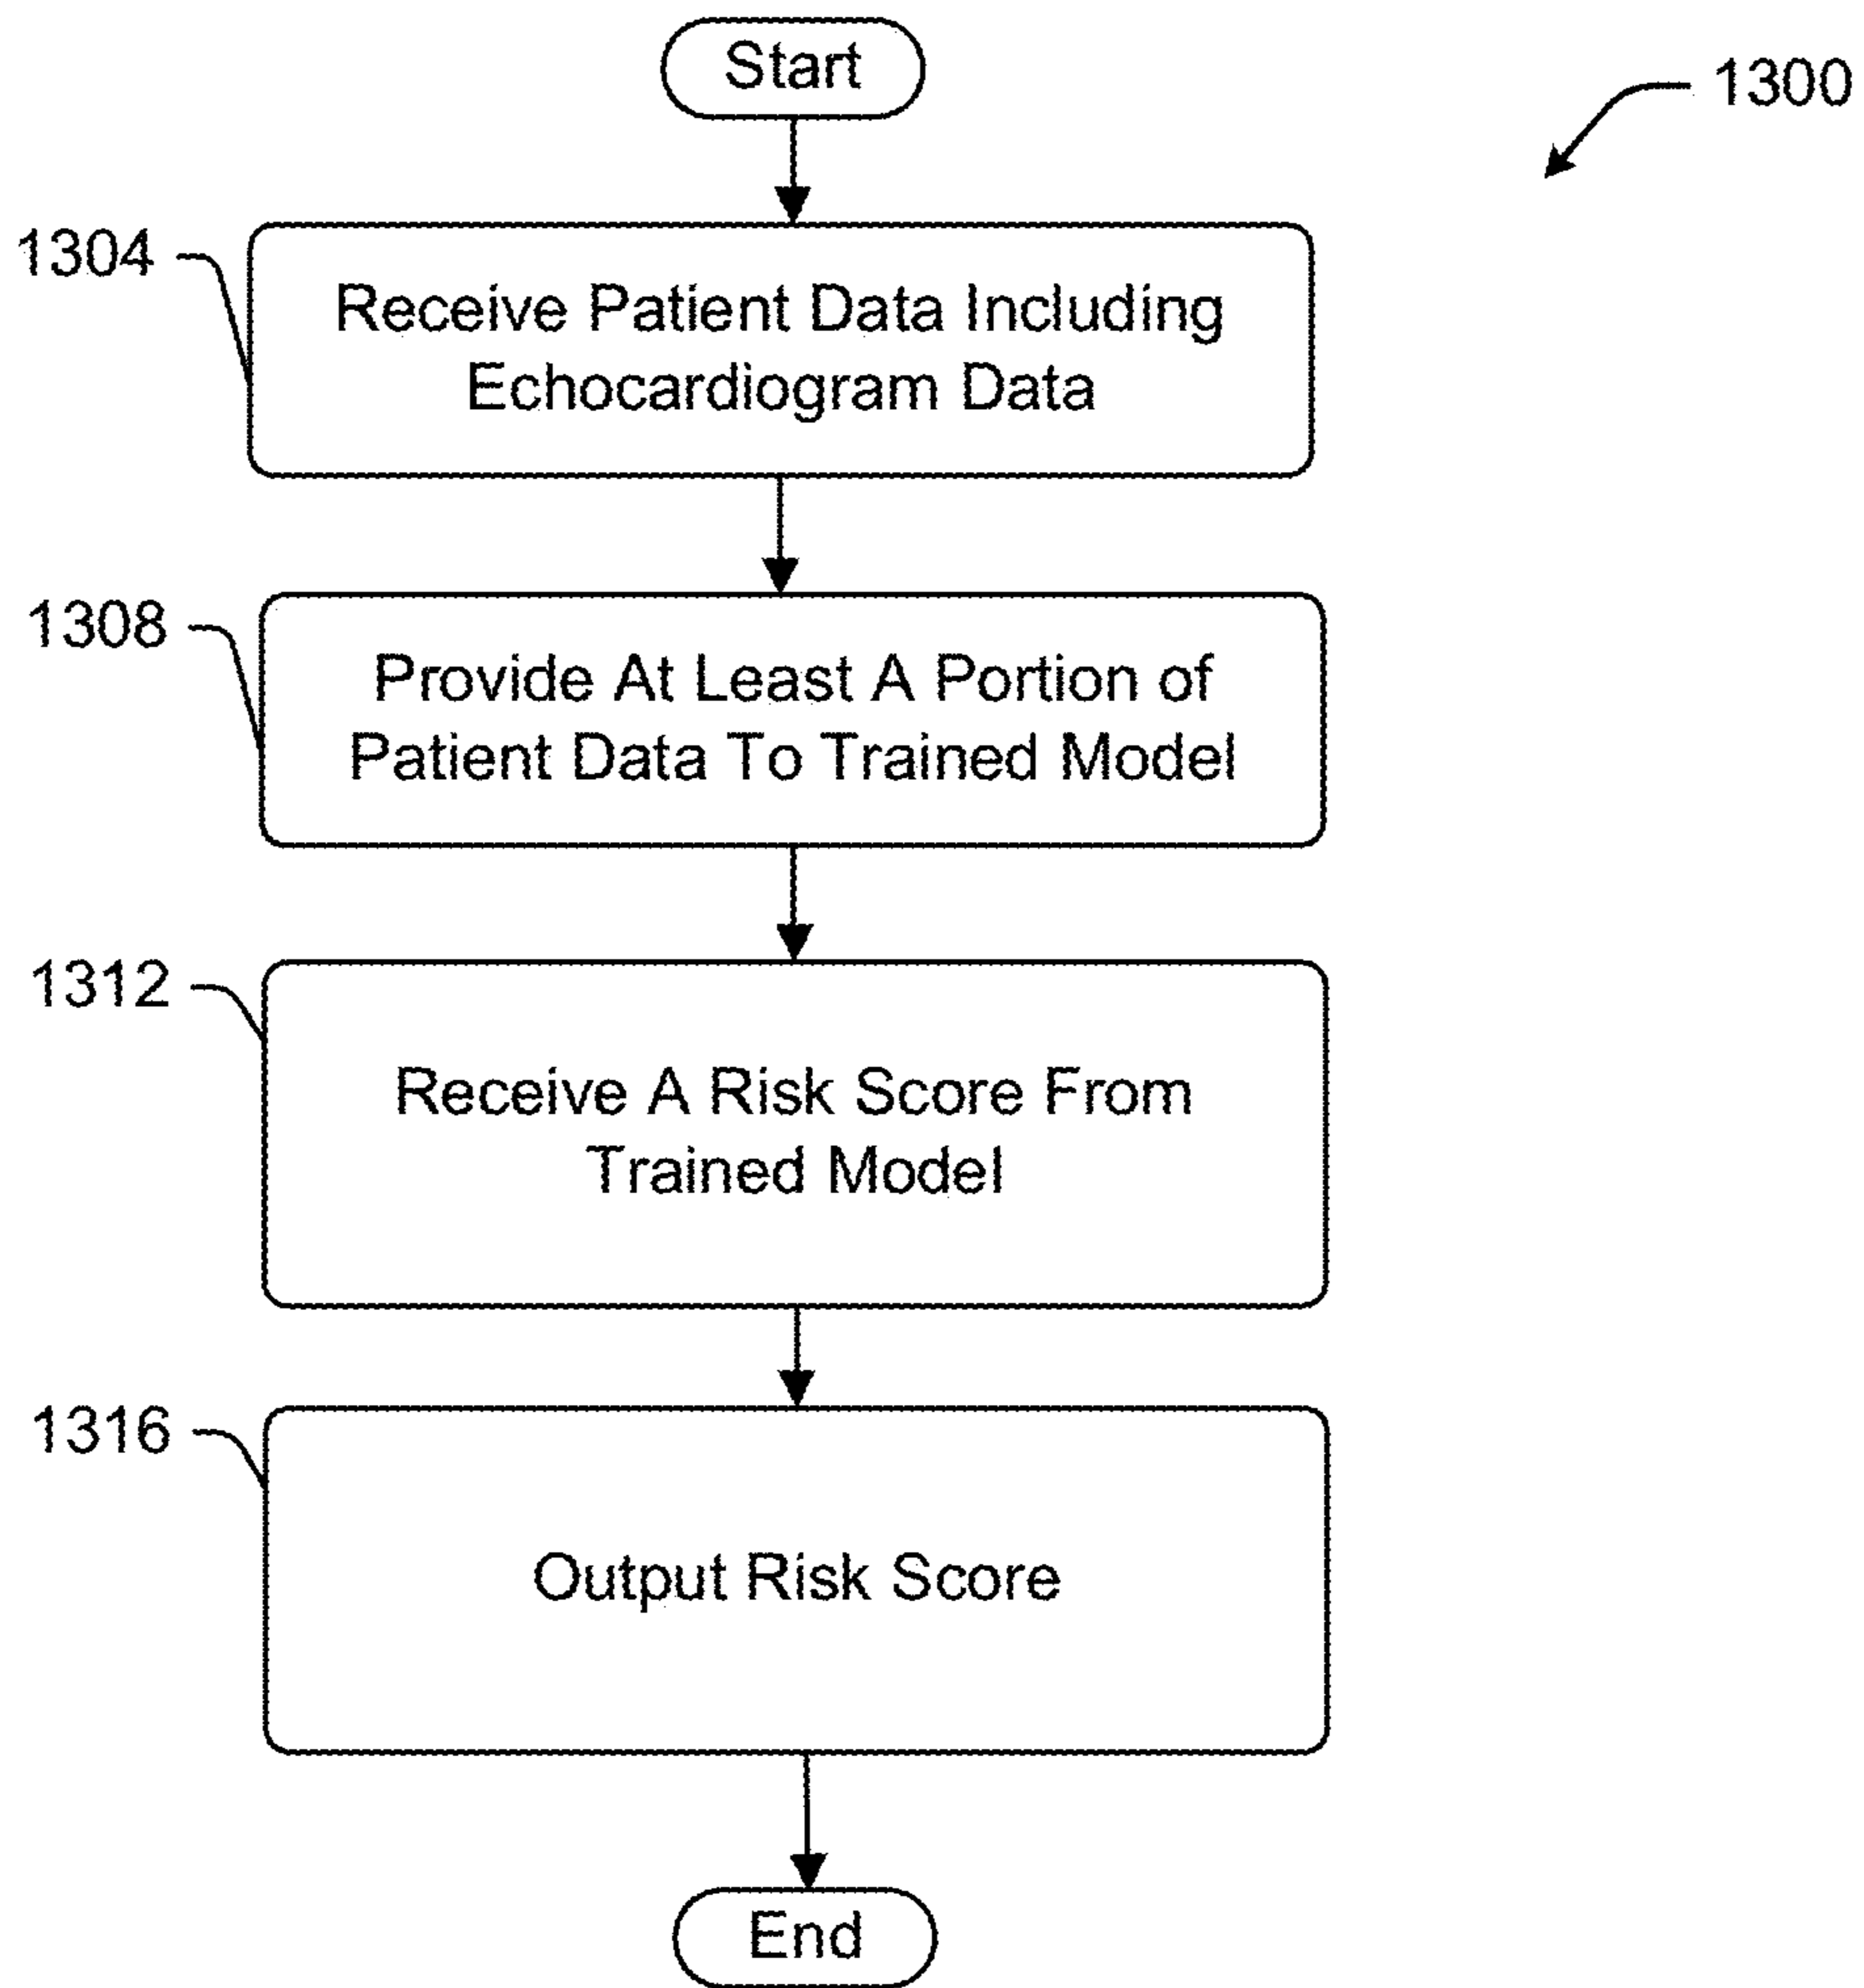 Start
1300
1304
Receive Patient Data Including
Echocardiogram Data
1308
Provide At Least A Portion of
Patient Data To Trained Model
1312
Receive A Risk Score From
Trained Model
1316
Output Risk Score
End